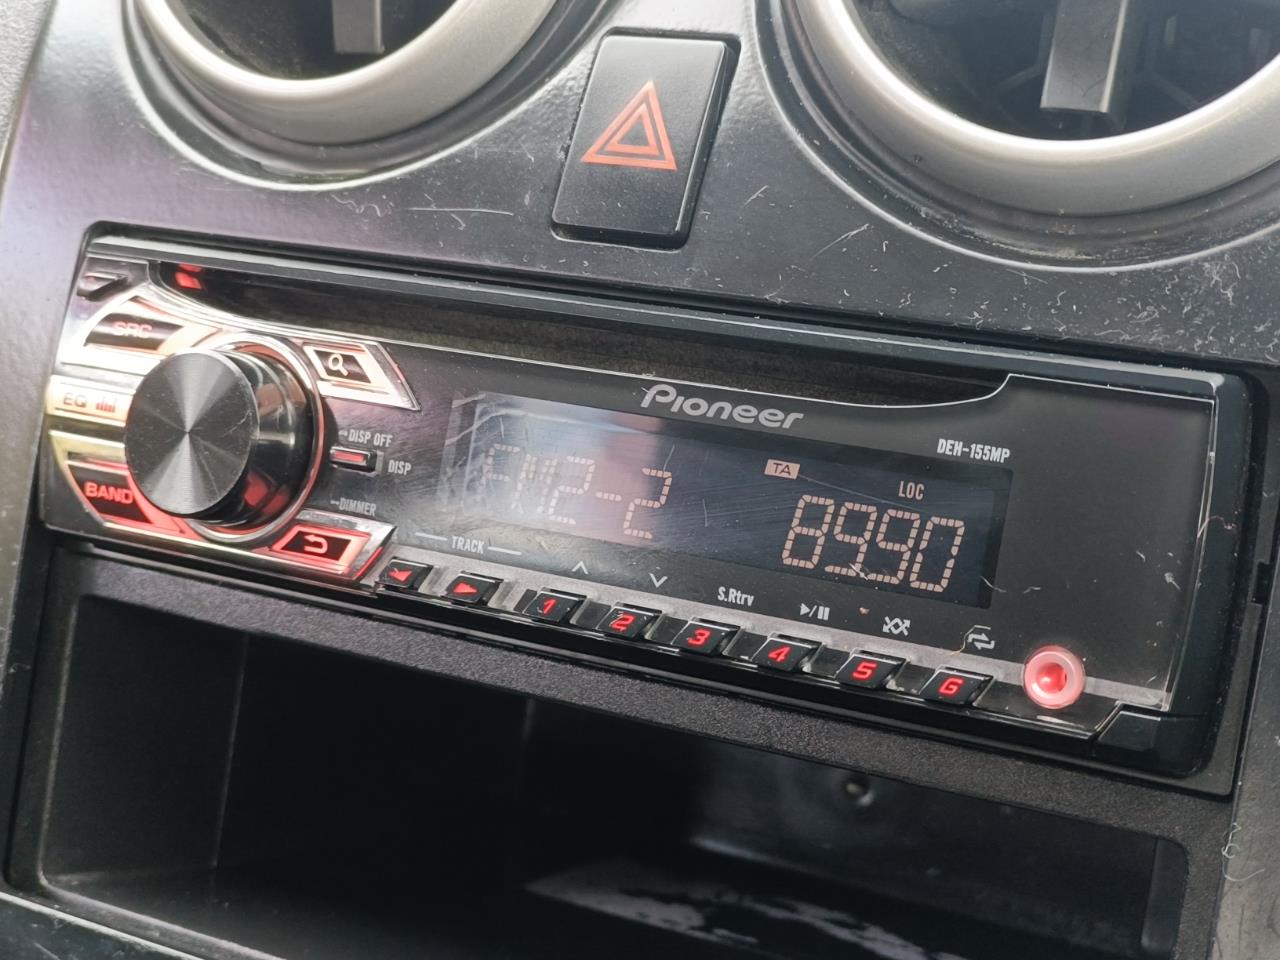 Pioneer
DEH-155MP
SRC
EQ
BAND
DISP OFF
DISP
DIMMER
FM2-2
TA
LOC
8990
TRACK
S.Rtrv
1
2
3
4
5
6